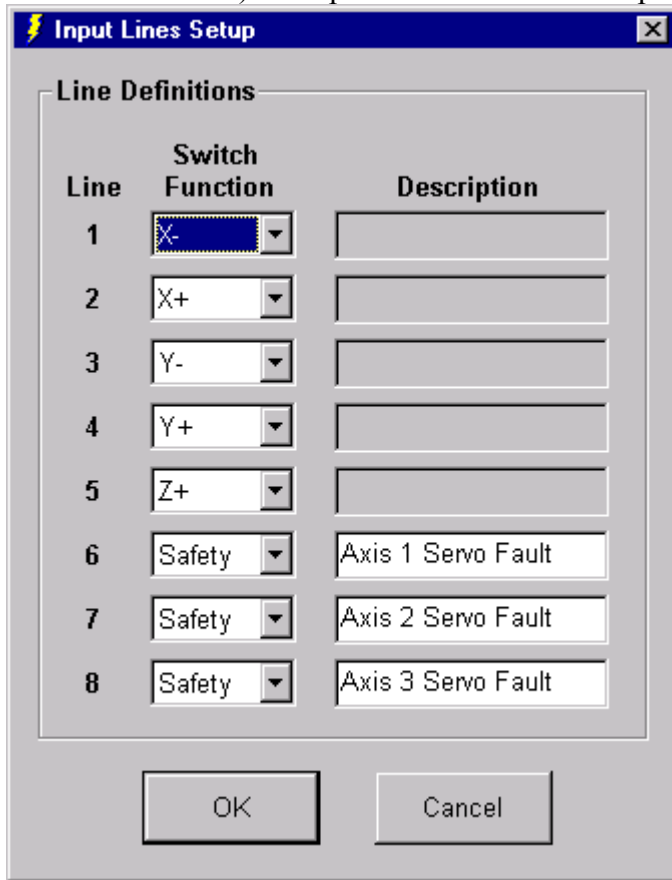 Input Lines Setup
Line Definitions
Switch
Line Function Description
1 X-
2 X+
3 Y-
4 Y+
5 Z+
6 Safety Axis 1 Servo Fault
7 Safety Axis 2 Servo Fault
8 Safety Axis 3 Servo Fault
OK Cancel